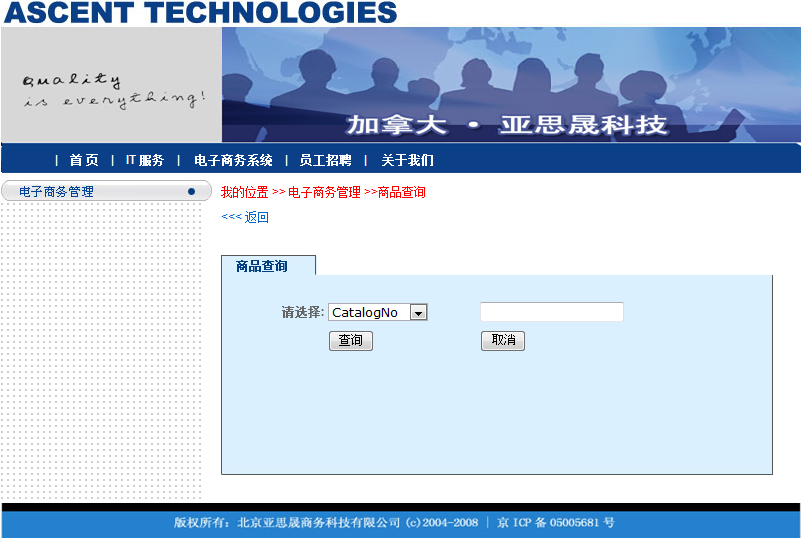 ASCENT TECHNOLOGIES
quality
is everything!
加拿大 · 亚思晟科技
| 首 页 | IT 服务 | 电子商务系统 | 员工招聘 | 关于我们
电子商务管理
我的位置 >> 电子商务管理 >>商品查询
<<< 返回
商品查询
请选择: CatalogNo
查询 取消
版权所有：北京亚思晟商务科技有限公司 (c)2004-2008 | 京 ICP 备 05005681 号